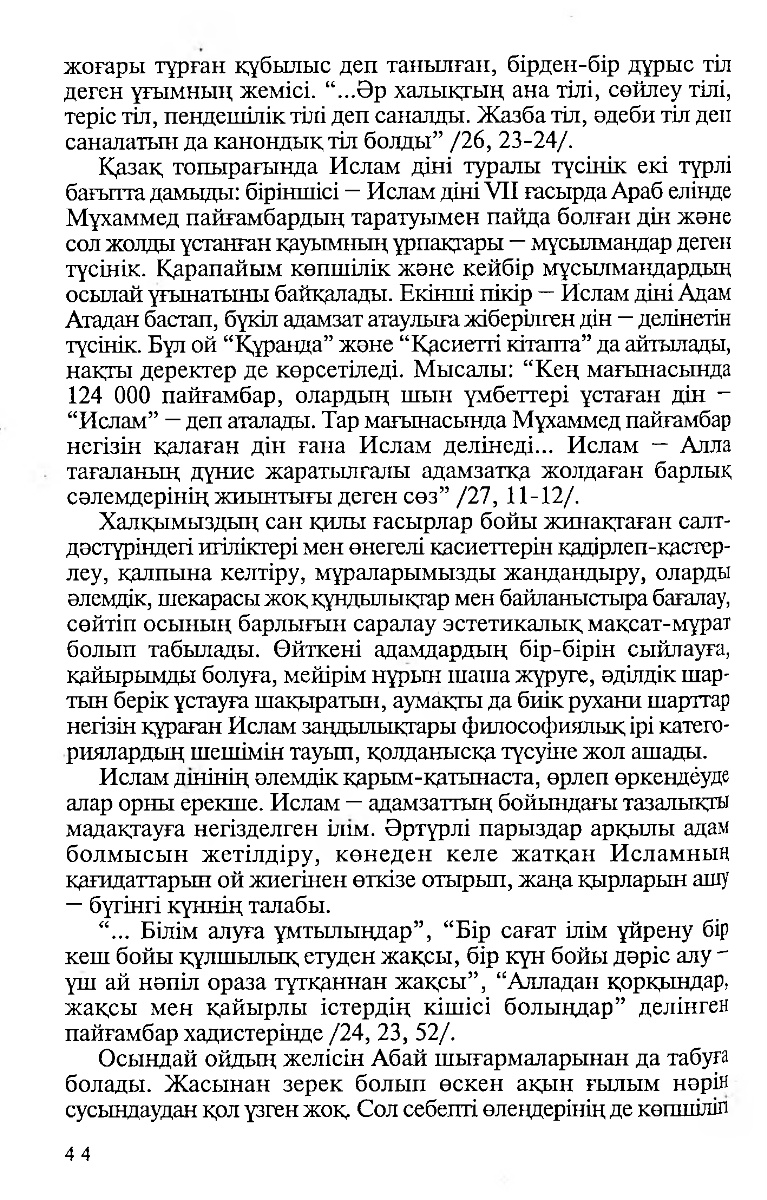 жоғары тұрған құбылыс деп танылған, бірден-бір дұрыс тіл
деген ұғымның жемісі. “...Әр халықтың ана тілі, сөйлеу тілі,
теріс тіл, пенделшілік тілі деп саналды. Жазба тіл, әдеби тіл деп
саналатын да канондық тіл болды” /26, 23-24/.
Қазақ топырағында Ислам діні туралы түсінік екі түрлі
бағытта дамыды: біріншісі — Ислам діні VII ғасырда Араб елінде
Мұхаммед пайғамбардың таратуымен пайда болған дін және
сол жолды ұстанған қауымның ұрпақтары — мұсылмандар деген
түсінік. Қарапайым көпшілік және кейбір мұсылмандардың
осылай ұғынатыны байқалады. Екінші пікір — Ислам діні Адам
Атадан бастап, бүкіл адамзат атаулыға жіберілген дін — делінетін
түсінік. Бұл ой “Құранда” және “Қасиетті кітапта” да айтылады,
нақты деректер де көрсетіледі. Мысалы: “Кең мағынасында
124 000 пайғамбар, олардың шын үмбеттері ұстаған дін -
“Ислам” — деп аталады. Тар мағынасында Мұхаммед пайғамбар
негізін қалаған дін ғана Ислам делінеді... Ислам — Алла
тағаланың дүние жаратылғалы адамзатқа жолдаған барлық
сәлемдерінің жиынтығы деген сөз” /27, 11-12/.
Халқымыздың сан қилы ғасырлар бойы жинақтаған салт-
дәстүріндегі игіліктері мен өнегелі қасиеттерін қадірлеп-қастер-
леу, қалпына келтіру, мұраларымызды жандандыру, оларды
әлемдік, шекарасы жоқ құндылықтар мен байланыстыра бағалау,
сөйтіп осының барлығын саралау эстетикалық мақсат-мұрат
болып табылады. Өйткені адамдардың бір-бірін сыйлауға,
қайырымды болуға, мейірім нұрын шаша жүруге, әділдік шар-
тын берік ұстауға шақыратын, аумақты да биік рухани шарттар
негізін құраған Ислам заңдылықтары философиялық ірі катего-
риялардың шешімін тауып, қолданысқа түсуіне жол ашады.
Ислам дінінің әлемдік қарым-қатынаста, өрлеп өркендеуде
алар орны ерекше. Ислам — адамзаттың бойындағы тазалықты
мадақтауға негізделген ілім. Әртүрлі парыздар арқылы адам
болмысын жетілдіру, көнеден келе жатқан Исламның
қағидаттарын ой жиегінен өткізе отырып, жаңа қырларын ашу
— бүгінгі күннің талабы.
“... Білім алуға ұмтылыңдар”, “Бір сағат ілім үйрену бір
кеш бойы құлшылық етуден жақсы, бір күн бойы дәріс алу -
үш ай нәпіл ораза тұтқаннан жақсы”, “Алладан қорқыңдар,
жақсы мен қайырлы істердің кішісі болыңдар” делінген
пайғамбар хадистерінде /24, 23, 52/.
Осындай ойдың желісін Абай шығармаларынан да табуға
болады. Жасынан зерек болып өскен ақын ғылым нәрін
сусындаудан қол үзген жоқ. Сол себепті өлеңдерінің де көпшілігі
44